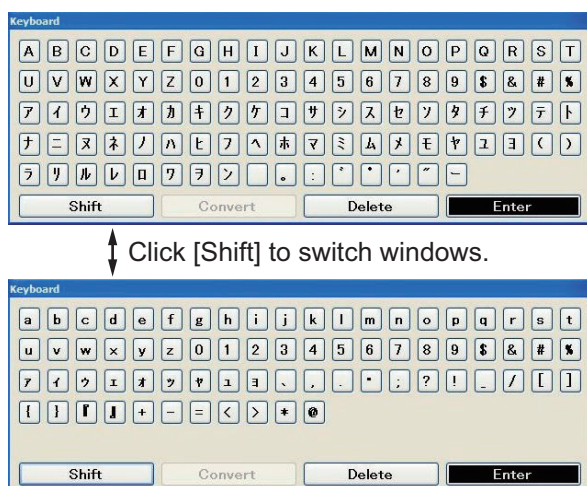 Keyboard
A B C D E F G H I J K L M N O P Q R S T
U V W X Y Z 0 1 2 3 4 5 6 7 8 9 $ & # %
ア イ ウ エ オ カ キ ク ケ コ サ シ ス セ ソ タ チ ツ テ ト
ナ ニ ヌ ネ ノ ハ ヒ フ ヘ ホ マ ミ ム メ モ ヤ ユ ヨ ( )
ラ リ ル レ ロ ワ ヲ ン 。 : ー
Shift Convert Delete Enter
Click [Shift] to switch windows.
Keyboard
a b c d e f g h i j k l m n o p q r s t
u v w x y z 0 1 2 3 4 5 6 7 8 9 $ & # %
ァ ィ ゥ ェ ォ ッ ャ ュ ョ 、 , . ・ ; ? ! _ / [ ]
{ } 『 』 + - = < > * @
Shift Convert Delete Enter